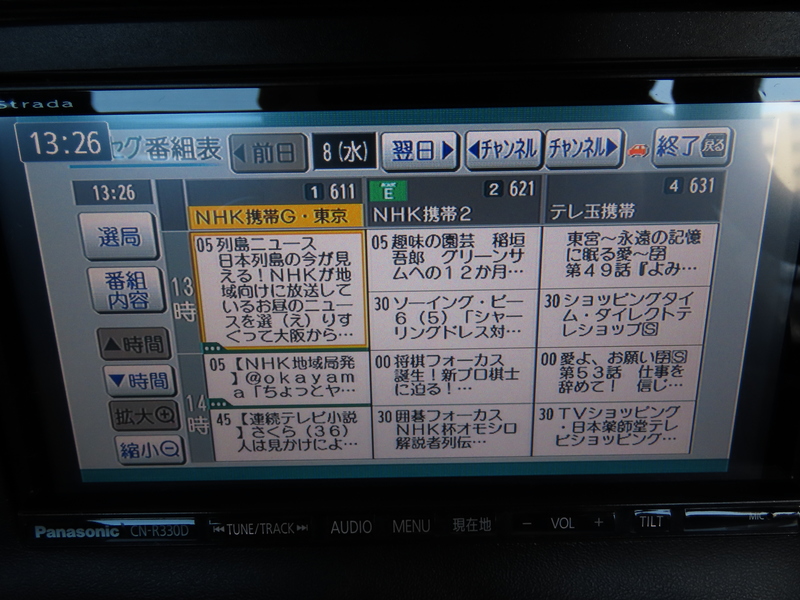 Strada
13:26
セグ番組表
◀前日
8(水)
翌日▶
◀チャンネル
チャンネル▶
終了
戻る
13:26
1 611
E
2 621
4 631
NHK携帯G・東京
NHK携帯2
テレ玉携帯
選局
番組
内容
▲時間
▼時間
拡大
縮小
13
時
14
時
05 列島ニュース
日本列島の今が見
える!NHKが地
域向けに放送して
いるお昼のニュー
スを選(え)りす
ぐって大阪から…
05 趣味の園芸 稲垣
吾郎 グリーンサ
ムへの12か月…
東宮~永遠の記憶
に眠る愛~字
第49話『よみ…
30 ソーイング・ビー
6(5)「シャー
リングドレス対…
30 ショッピングタイ
ム・ダイレクトテ
レショップS
05 【NHK地域局発
】@okayam
a「ちょっとヤ…
00 将棋フォーカス
誕生!新プロ棋士
に迫る!…
00 愛よ、お願い字S
第53話 仕事を
辞めて! 信じ…
45 【連続テレビ小説
】さくら(36)
人は見かけによ…
30 囲碁フォーカス
NHK杯オモシロ
解説者列伝…
30 TVショッピング
・日本薬師堂テレ
ビショッピング…
Panasonic CN-R330D
TUNE/TRACK
AUDIO
MENU
現在地
− VOL +
TILT
MIC